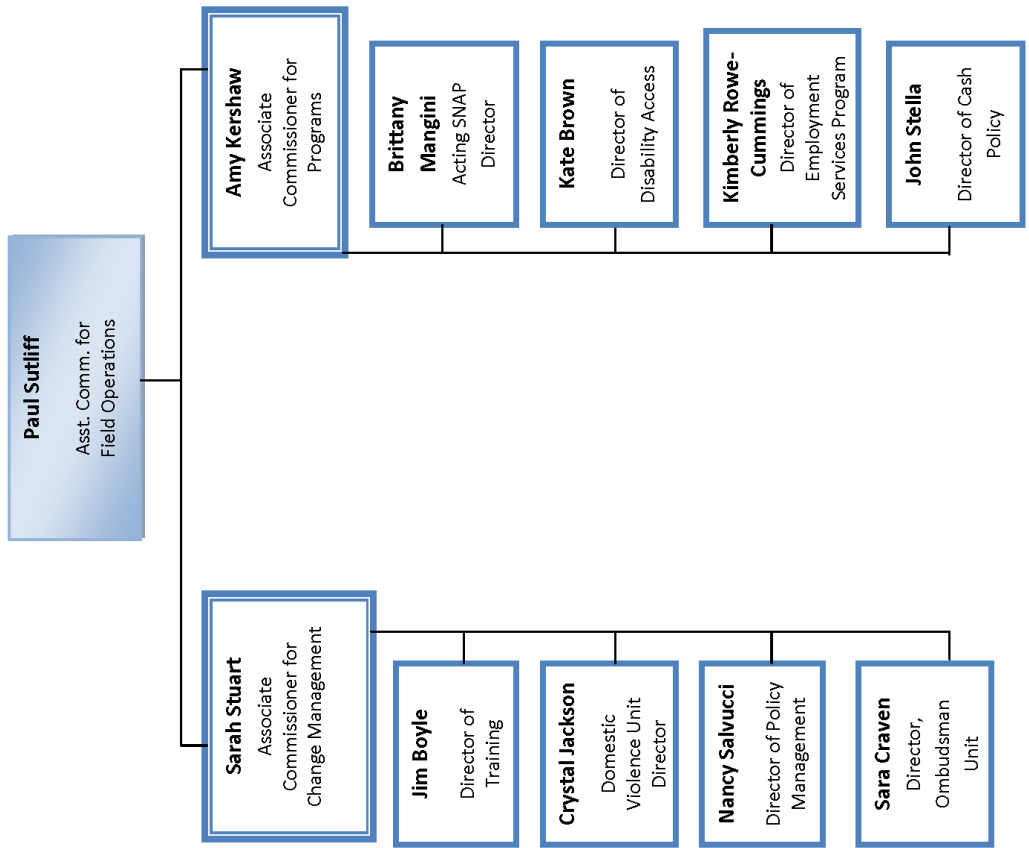 Paul Sutliff
Asst. Comm. for
Field Operations
Sarah Stuart
Associate
Commissioner for
Change Management
Jim Boyle
Director of
Training
Crystal Jackson
Domestic
Violence Unit
Director
Nancy Salvucci
Director of Policy
Management
Sara Craven
Director,
Ombudsman
Unit
Amy Kershaw
Associate
Commissioner for
Programs
Brittany
Mangini
Acting SNAP
Director
Kate Brown
Director of
Disability Access
Kimberly Rowe-
Cummings
Director of
Employment
Services Program
John Stella
Director of Cash
Policy